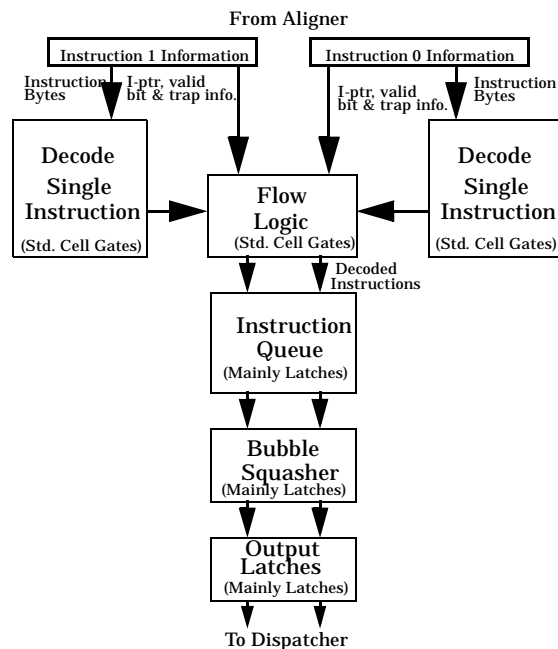 From Aligner
Instruction 1 Information
Instruction 0 Information
Instruction
Bytes
I-ptr, valid
bit & trap info.
I-ptr, valid
bit & trap info.
Instruction
Bytes
Decode
Single
Instruction
(Std. Cell Gates)
Flow
Logic
(Std. Cell Gates)
Decode
Single
Instruction
(Std. Cell Gates)
Decoded
Instructions
Instruction
Queue
(Mainly Latches)
Bubble
Squasher
(Mainly Latches)
Output
Latches
(Mainly Latches)
To Dispatcher